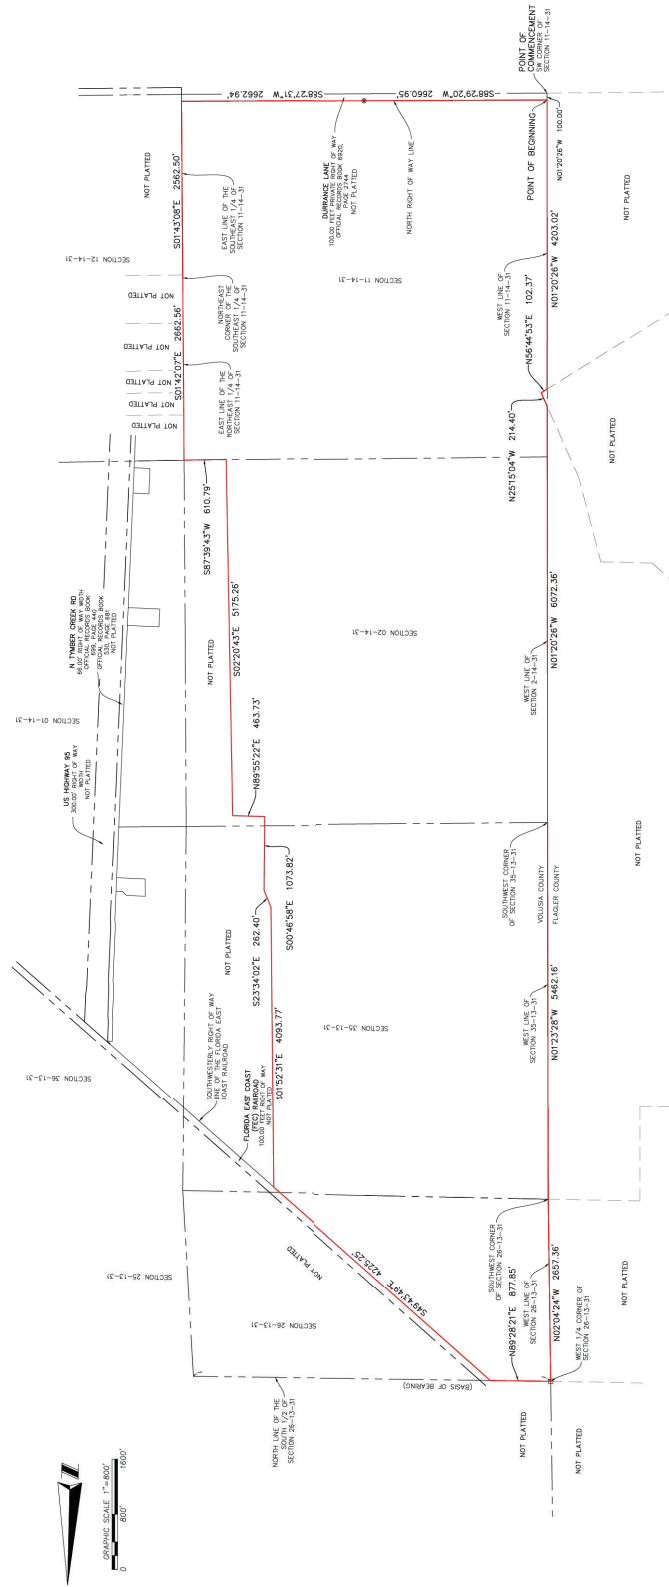 POINT OF
COMMENCEMENT
SW CORNER OF
SECTION 11-14-31
S88°27'31"W 2662.94'
S88°29'20"W 2660.95'
N01°20'26"W 100.00'
POINT OF BEGINNING
NOT PLATTED
S01°43'08"E 2562.50'
EAST LINE OF THE
SOUTHEAST 1/4 OF
SECTION 11-14-31
DURRANCE LANE
100.00 FEET PRIVATE RIGHT OF WAY
OFFICIAL RECORDS BOOK 6920,
PAGE 2744
NOT PLATTED
NORTH RIGHT OF WAY LINE
NOT PLATTED
SECTION 12-14-31
SECTION 11-14-31
WEST LINE OF
SECTION 11-14-31
N01°20'26"W 4203.02'
NORTHEAST
CORNER OF THE
SOUTHEAST 1/4 OF
SECTION 11-14-31
NOT PLATTED
NOT PLATTED
NOT PLATTED
NOT PLATTED
NOT PLATTED
S01°42'07"E 2662.56'
EAST LINE OF THE
NORTHEAST 1/4 OF
SECTION 11-14-31
N56°44'53"E 102.37'
N25°15'04"W 214.40'
NOT PLATTED
S87°39'43"W 610.79'
N TYMBER CREEK RD
66.00' RIGHT OF WAY WIDTH
OFFICIAL RECORDS BOOK
699, PAGE 440
OFFICIAL RECORDS BOOK
530, PAGE 681
NOT PLATTED
SECTION 01-14-31
US HIGHWAY 95
300.00' RIGHT OF WAY
WIDTH
NOT PLATTED
NOT PLATTED
S02°20'43"E 5175.26'
SECTION 02-14-31
N01°20'26"W 6072.36'
WEST LINE OF
SECTION 2-14-31
N89°55'22"E 463.73'
S00°46'58"E 1073.82'
S23°34'02"E 262.40'
SOUTHWEST CORNER
OF SECTION 35-13-31
VOLUSIA COUNTY
FLAGLER COUNTY
NOT PLATTED
NOT PLATTED
SECTION 35-13-31
S01°52'31"E 4093.77'
WEST LINE OF
SECTION 35-13-31
N01°23'28"W 5462.16'
SECTION 36-13-31
SOUTHWESTERLY RIGHT OF WAY
LINE OF THE FLORIDA EAST
COAST RAILROAD
FLORIDA EAST COAST
(FEC) RAILROAD
100.00 FEET RIGHT OF WAY
NOT PLATTED
SECTION 25-13-31
NOT PLATTED
S49°43'49"E 4225.25'
SECTION 26-13-31
SOUTHWEST CORNER
OF SECTION 26-13-31
N89°28'21"E 877.85'
WEST LINE OF
SECTION 26-13-31
N02°04'24"W 2657.36'
WEST 1/4 CORNER OF
SECTION 26-13-31
NOT PLATTED
(BASIS OF BEARING)
NORTH LINE OF THE
SOUTH 1/2 OF
SECTION 26-13-31
NOT PLATTED
NOT PLATTED
GRAPHIC SCALE 1"=800'
0 800' 1600'